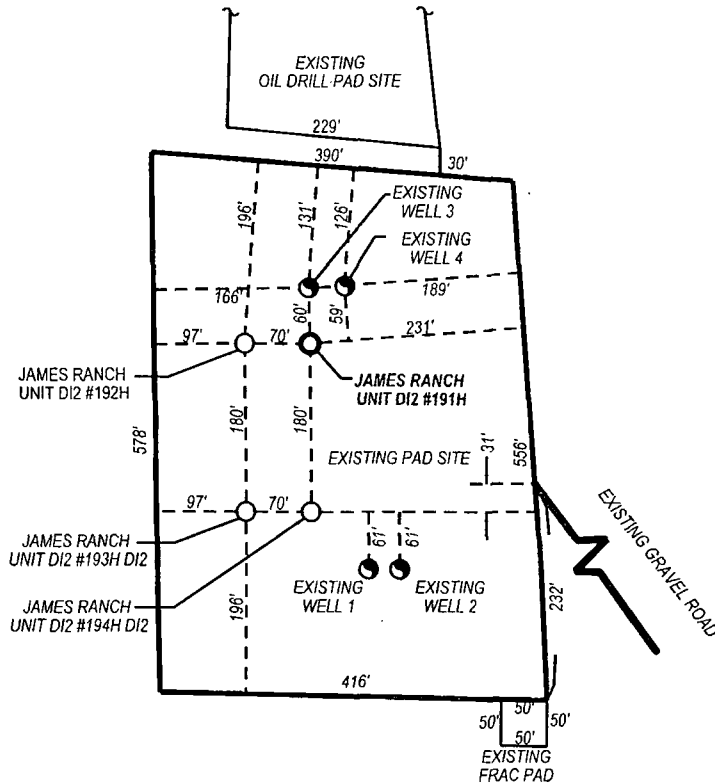 EXISTING
OIL DRILL PAD SITE
229'
390'
30'
EXISTING
WELL 3
196'
131'
126'
EXISTING
WELL 4
166'
189'
60'
59'
97'
70'
231'
JAMES RANCH
UNIT DI2 #192H
JAMES RANCH
UNIT DI2 #191H
578'
180'
180'
EXISTING PAD SITE
31'
556'
EXISTING GRAVEL ROAD
97'
70'
JAMES RANCH
UNIT DI2 #193H DI2
61'
61'
EXISTING
WELL 1
EXISTING
WELL 2
JAMES RANCH
UNIT DI2 #194H DI2
196'
232'
416'
50'
50'
50'
50'
EXISTING
FRAC PAD